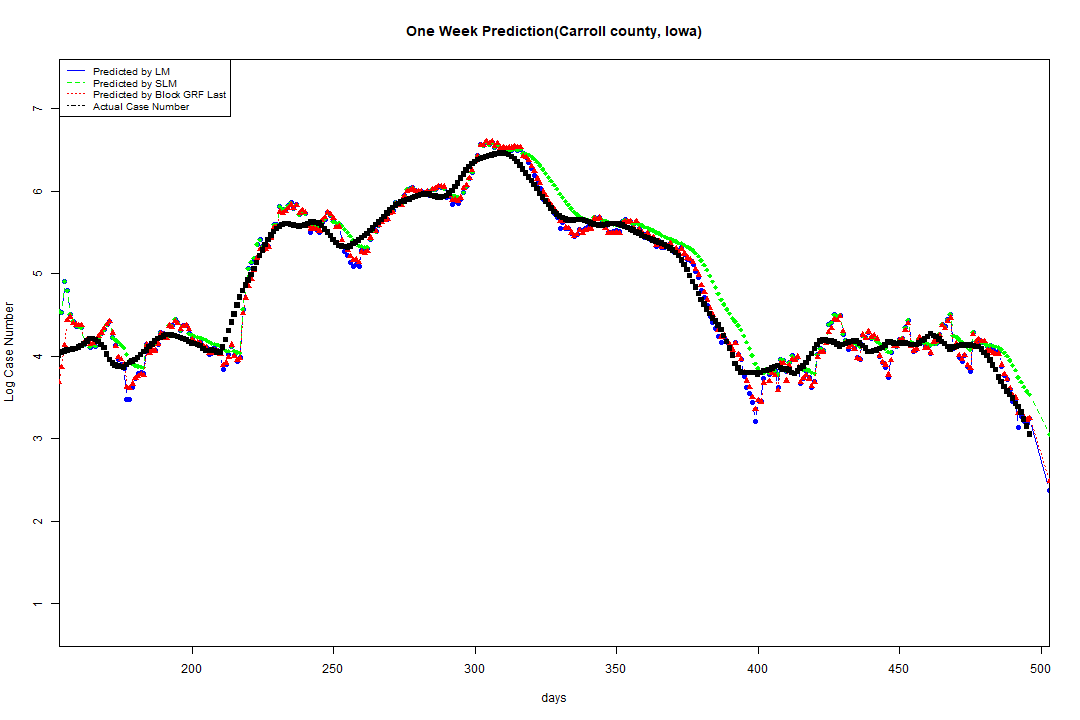 One Week Prediction(Carroll county, Iowa)
Predicted by LM
Predicted by SLM
Predicted by Block GRF Last
Actual Case Number
Log Case Number
7
6
5
4
3
2
1
200 250 300 350 400 450 500
days